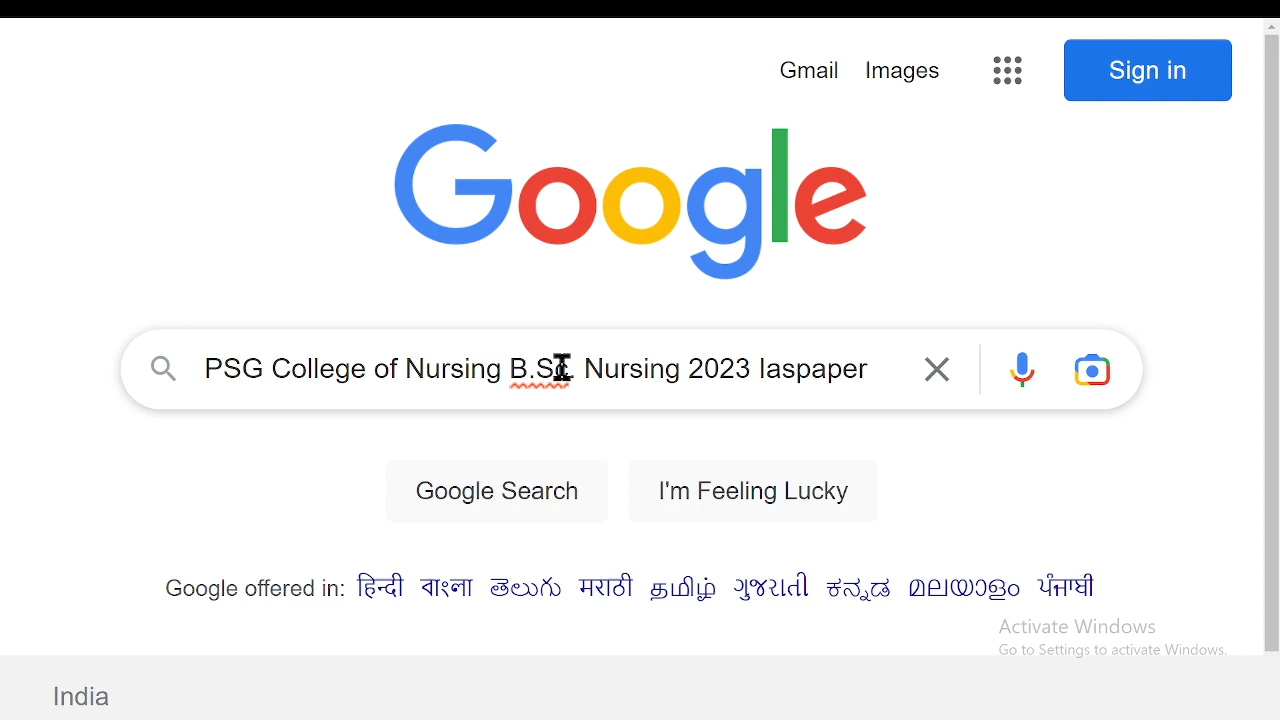 Gmail Images Sign in
Google
PSG College of Nursing B.Sc. Nursing 2023 Iaspaper
Google Search I'm Feeling Lucky
Google offered in: हिन्दी বাংলা తెలుగు मराठी தமிழ் ગુજરાતી ಕನ್ನಡ മലയാളം ਪੰਜਾਬੀ
Activate Windows
Go to Settings to activate Windows.
India